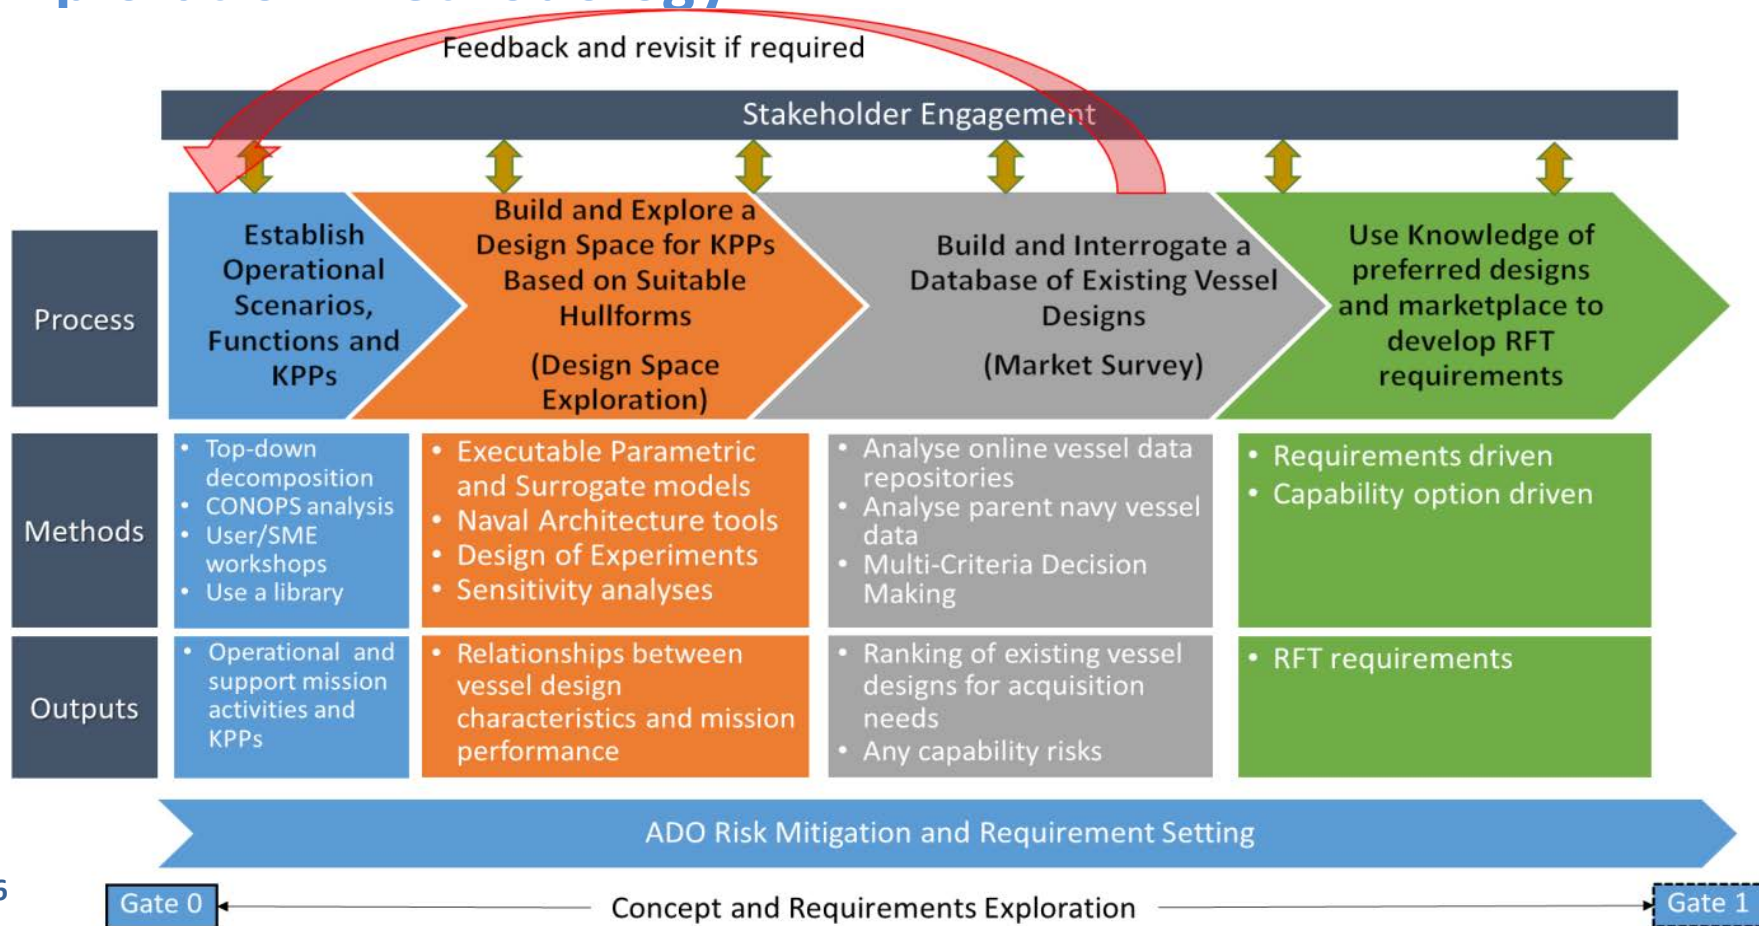 Feedback and revisit if required
Stakeholder Engagement
Process
Establish
Operational
Scenarios,
Functions and
KPPs
Build and Explore a
Design Space for KPPs
Based on Suitable
Hullforms
(Design Space
Exploration)
Build and Interrogate a
Database of Existing Vessel
Designs
(Market Survey)
Use Knowledge of
preferred designs
and marketplace to
develop RFT
requirements
Methods
• Top-down
decomposition
• CONOPS analysis
• User/SME
workshops
• Use a library
• Executable Parametric
and Surrogate models
• Naval Architecture tools
• Design of Experiments
• Sensitivity analyses
• Analyse online vessel data
repositories
• Analyse parent navy vessel
data
• Multi-Criteria Decision
Making
• Requirements driven
• Capability option driven
Outputs
• Operational and
support mission
activities and
KPPs
• Relationships between
vessel design
characteristics and mission
performance
• Ranking of existing vessel
designs for acquisition
needs
• Any capability risks
• RFT requirements
ADO Risk Mitigation and Requirement Setting
6
Gate 0
Concept and Requirements Exploration
Gate 1